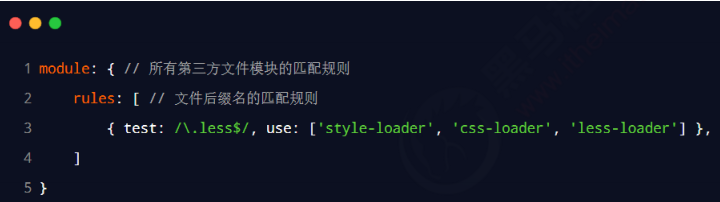 1 module: { // 所有第三方文件模块的匹配规则
2 rules: [ // 文件后缀名的匹配规则
3 { test: /\.less$/, use: ['style-loader', 'css-loader', 'less-loader'] },
4 ]
5 }